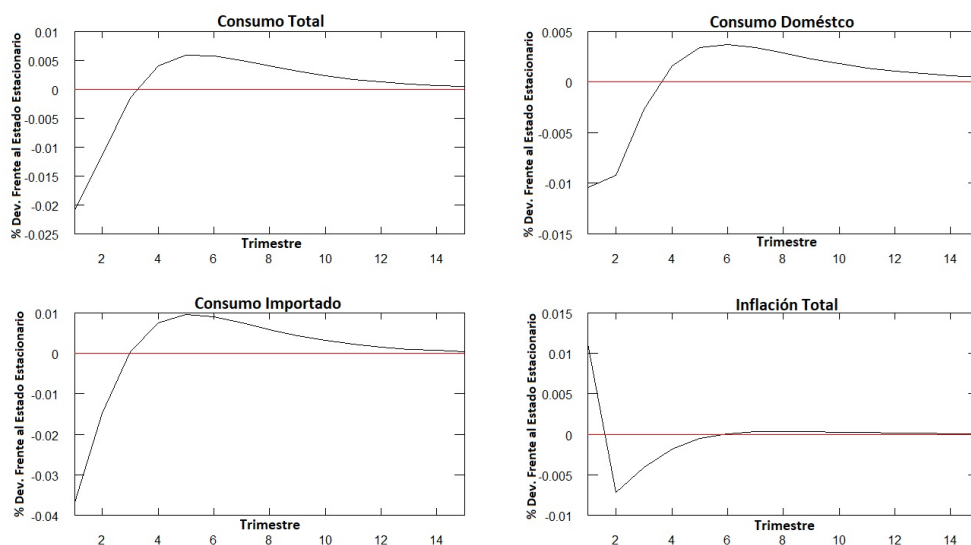 Consumo Total
% Dev. Frente al Estado Estacionario
0.01
0.005
0
-0.005
-0.01
-0.015
-0.02
-0.025
2 4 6 8 10 12 14
Trimestre
Consumo Doméstco
% Dev. Frente al Estado Estacionario
0.005
0
-0.005
-0.01
-0.015
2 4 6 8 10 12 14
Trimestre
Consumo Importado
% Dev. Frente al Estado Estacionario
0.01
0
-0.01
-0.02
-0.03
-0.04
Trimestre
2 4 6 8 10 12 14
Inflación Total
% Dev. Frente al Estado Estacionario
0.015
0.01
0.005
0
-0.005
-0.01
Trimestre
2 4 6 8 10 12 14